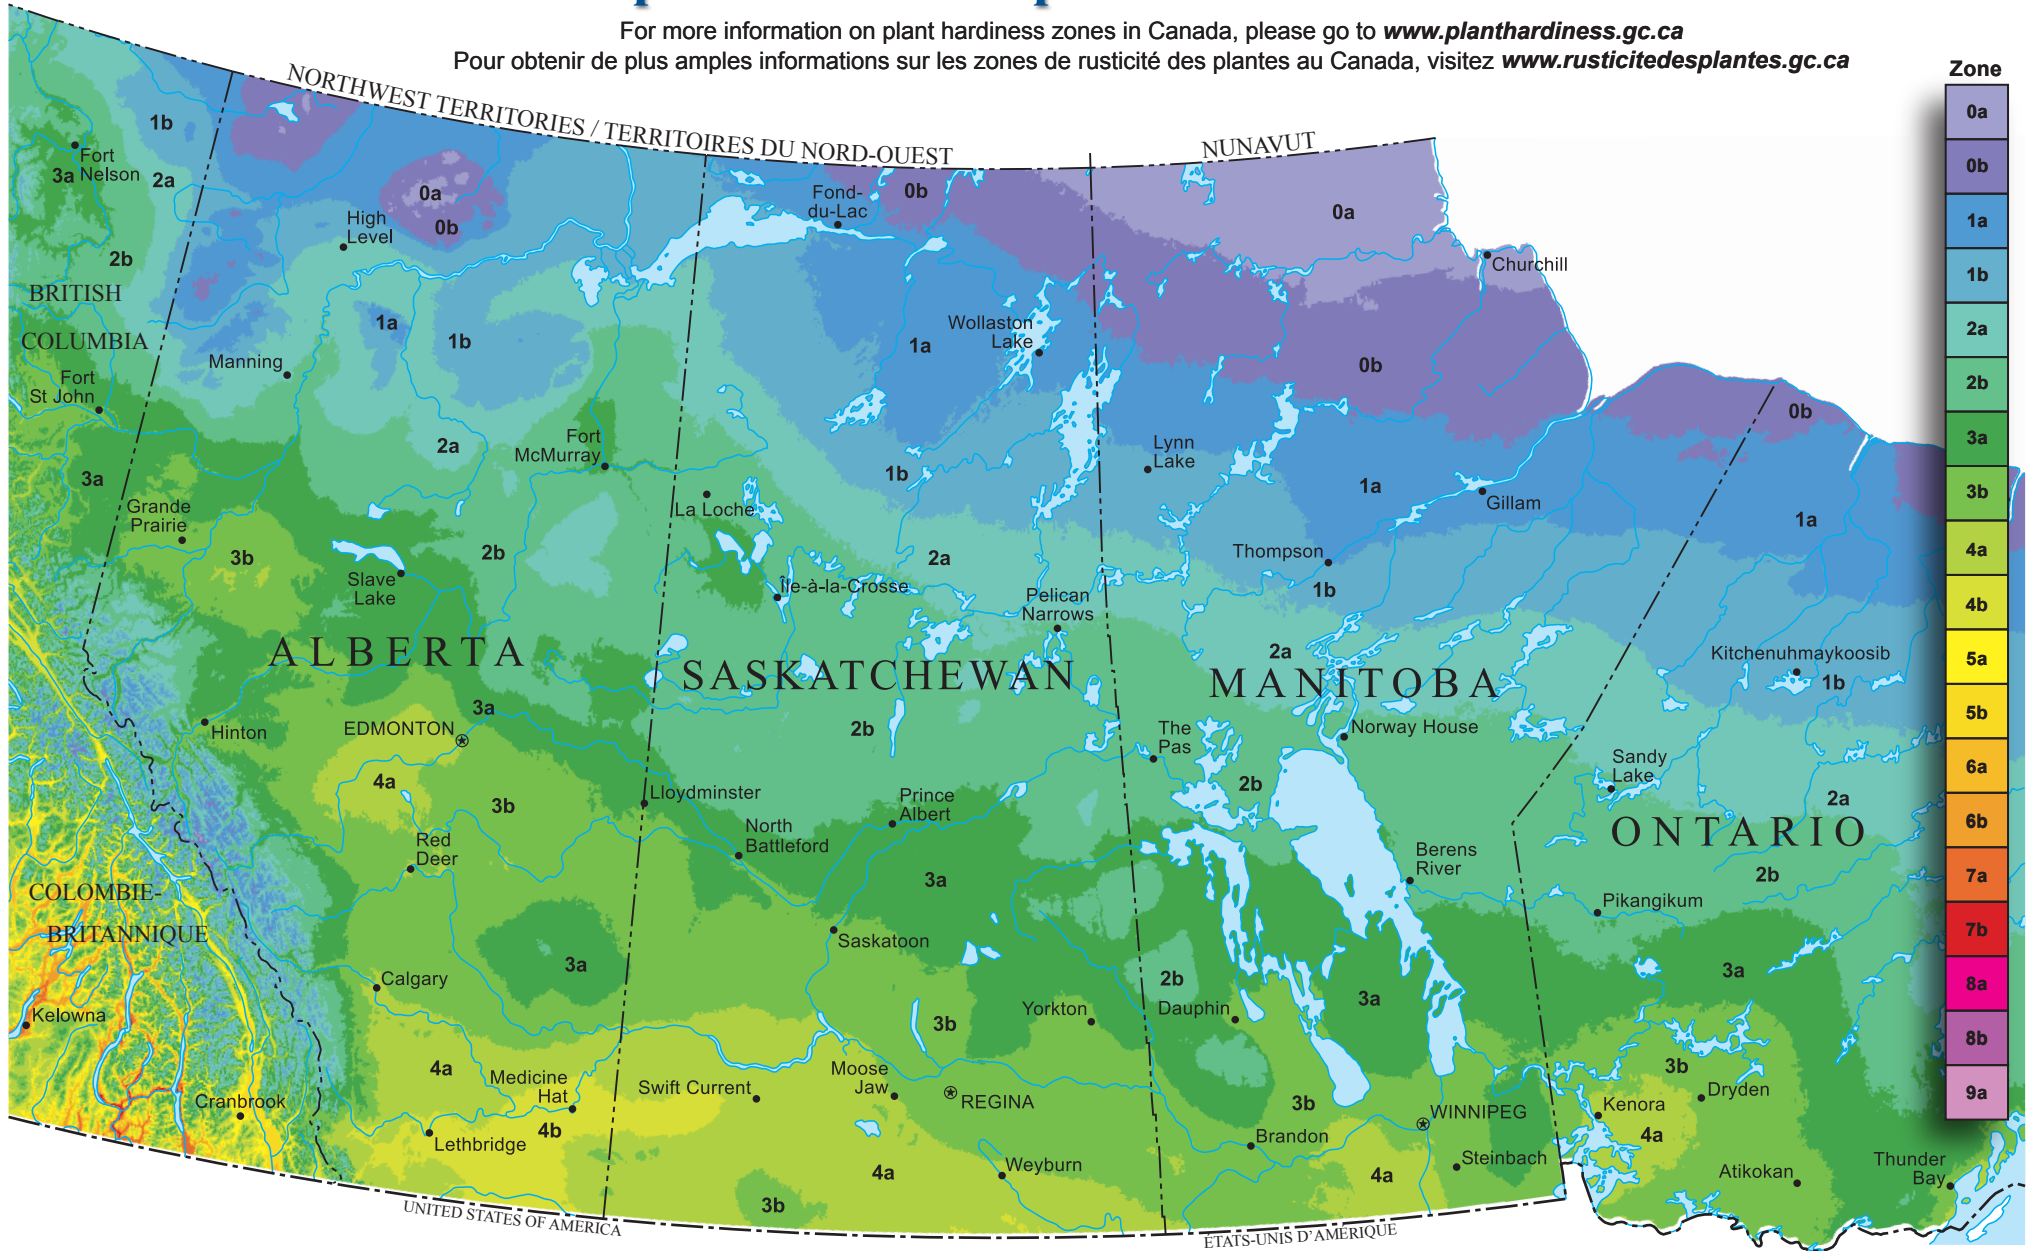 For more information on plant hardiness zones in Canada, please go to www.planthardiness.gc.ca
Pour obtenir de plus amples informations sur les zones de rusticité des plantes au Canada, visitez www.rusticitedesplantes.gc.ca
Zone
0a
0b
1a
1b
2a
2b
3a
3b
4a
4b
5a
5b
6a
6b
7a
7b
8a
8b
9a
NORTHWEST TERRITORIES / TERRITOIRES DU NORD-OUEST
NUNAVUT
1b
Fort
Nelson
3a
2a
2b
BRITISH
COLUMBIA
Fort
St John
3a
0a
0b
High
Level
1a
1b
Manning
2a
Fort
McMurray
Grande
Prairie
3b
2b
Slave
Lake
ALBERTA
3a
Hinton
EDMONTON
4a
3b
Red
Deer
3a
Calgary
4a
Medicine
Hat
4b
Lethbridge
COLOMBIE-
BRITANNIQUE
Kelowna
Cranbrook
Fond-
du-Lac
0b
Wollaston
Lake
1a
1b
La Loche
2a
Île-à-la-Crosse
Pelican
Narrows
SASKATCHEWAN
2b
Lloydminster
Prince
Albert
North
Battleford
3a
Saskatoon
3b
Yorkton
Moose
Jaw
Swift Current
REGINA
4a
Weyburn
3b
0a
Churchill
0b
Lynn
Lake
1a
Gillam
Thompson
1b
2a
MANITOBA
The
Pas
Norway House
2b
Berens
River
2b
Dauphin
3a
3b
WINNIPEG
Brandon
Steinbach
4a
0b
1a
Kitchenuhmaykoosib
1b
Sandy
Lake
2a
ONTARIO
2b
Pikangikum
3a
3b
Dryden
Kenora
4a
Atikokan
Thunder
Bay
UNITED STATES OF AMERICA
ÉTATS-UNIS D'AMÉRIQUE